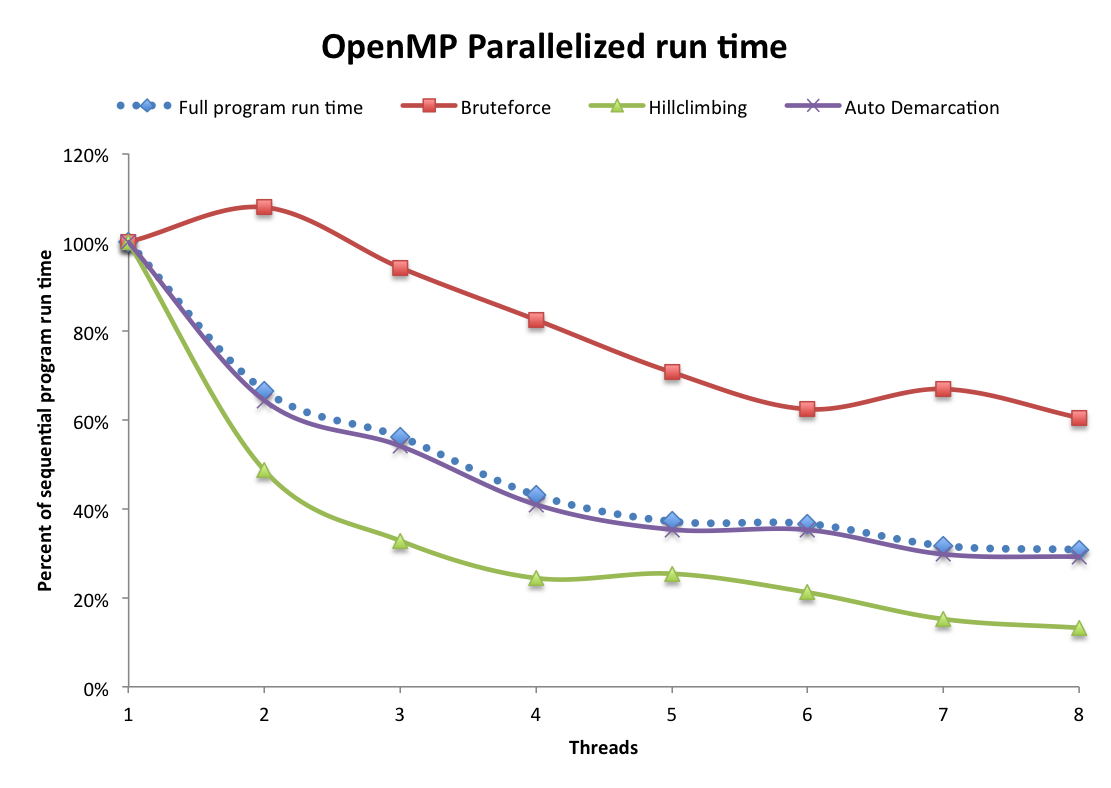 OpenMP Parallelized run time
Full program run time Bruteforce Hillclimbing Auto Demarcation
120%
100%
80%
60%
40%
20%
0%
Percent of sequential program run time
1 2 3 4 5 6 7 8
Threads